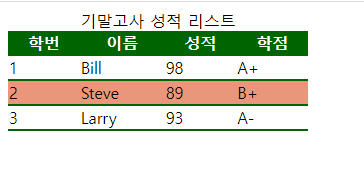 기말고사 성적 리스트
학번 이름 성적 학점
1 Bill 98 A+
2 Steve 89 B+
3 Larry 93 A-